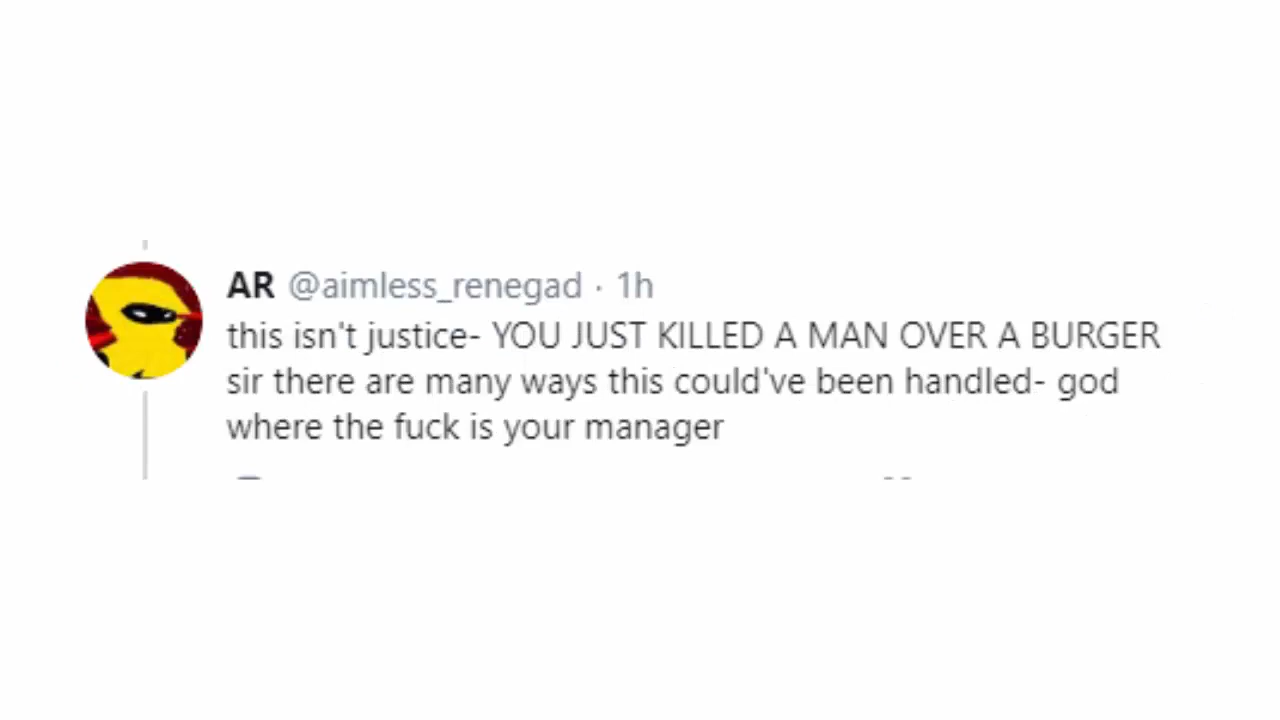 AR @aimless_renegad · 1h
this isn't justice- YOU JUST KILLED A MAN OVER A BURGER
sir there are many ways this could've been handled- god
where the fuck is your manager